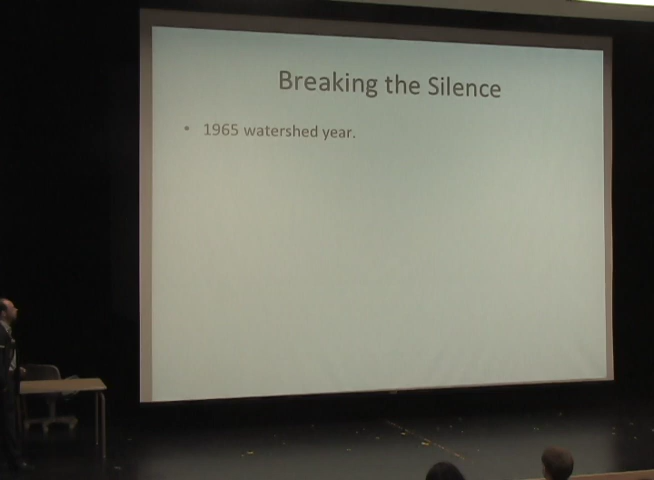 Breaking the Silence
• 1965 watershed year.